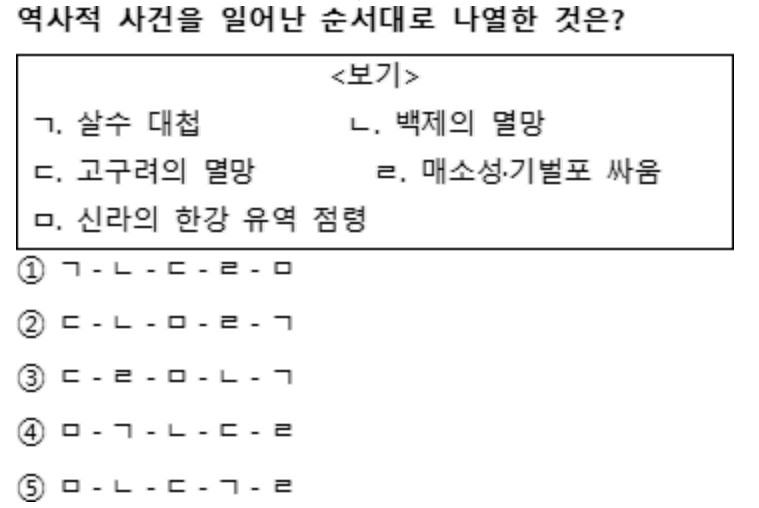 역사적 사건을 일어난 순서대로 나열한 것은?
<보기>
ㄱ. 살수 대첩 ㄴ. 백제의 멸망
ㄷ. 고구려의 멸망 ㄹ. 매소성·기벌포 싸움
ㅁ. 신라의 한강 유역 점령
① ㄱ - ㄴ - ㄷ - ㄹ - ㅁ
② ㄷ - ㄴ - ㅁ - ㄹ - ㄱ
③ ㄷ - ㄹ - ㅁ - ㄴ - ㄱ
④ ㅁ - ㄱ - ㄴ - ㄷ - ㄹ
⑤ ㅁ - ㄴ - ㄷ - ㄱ - ㄹ